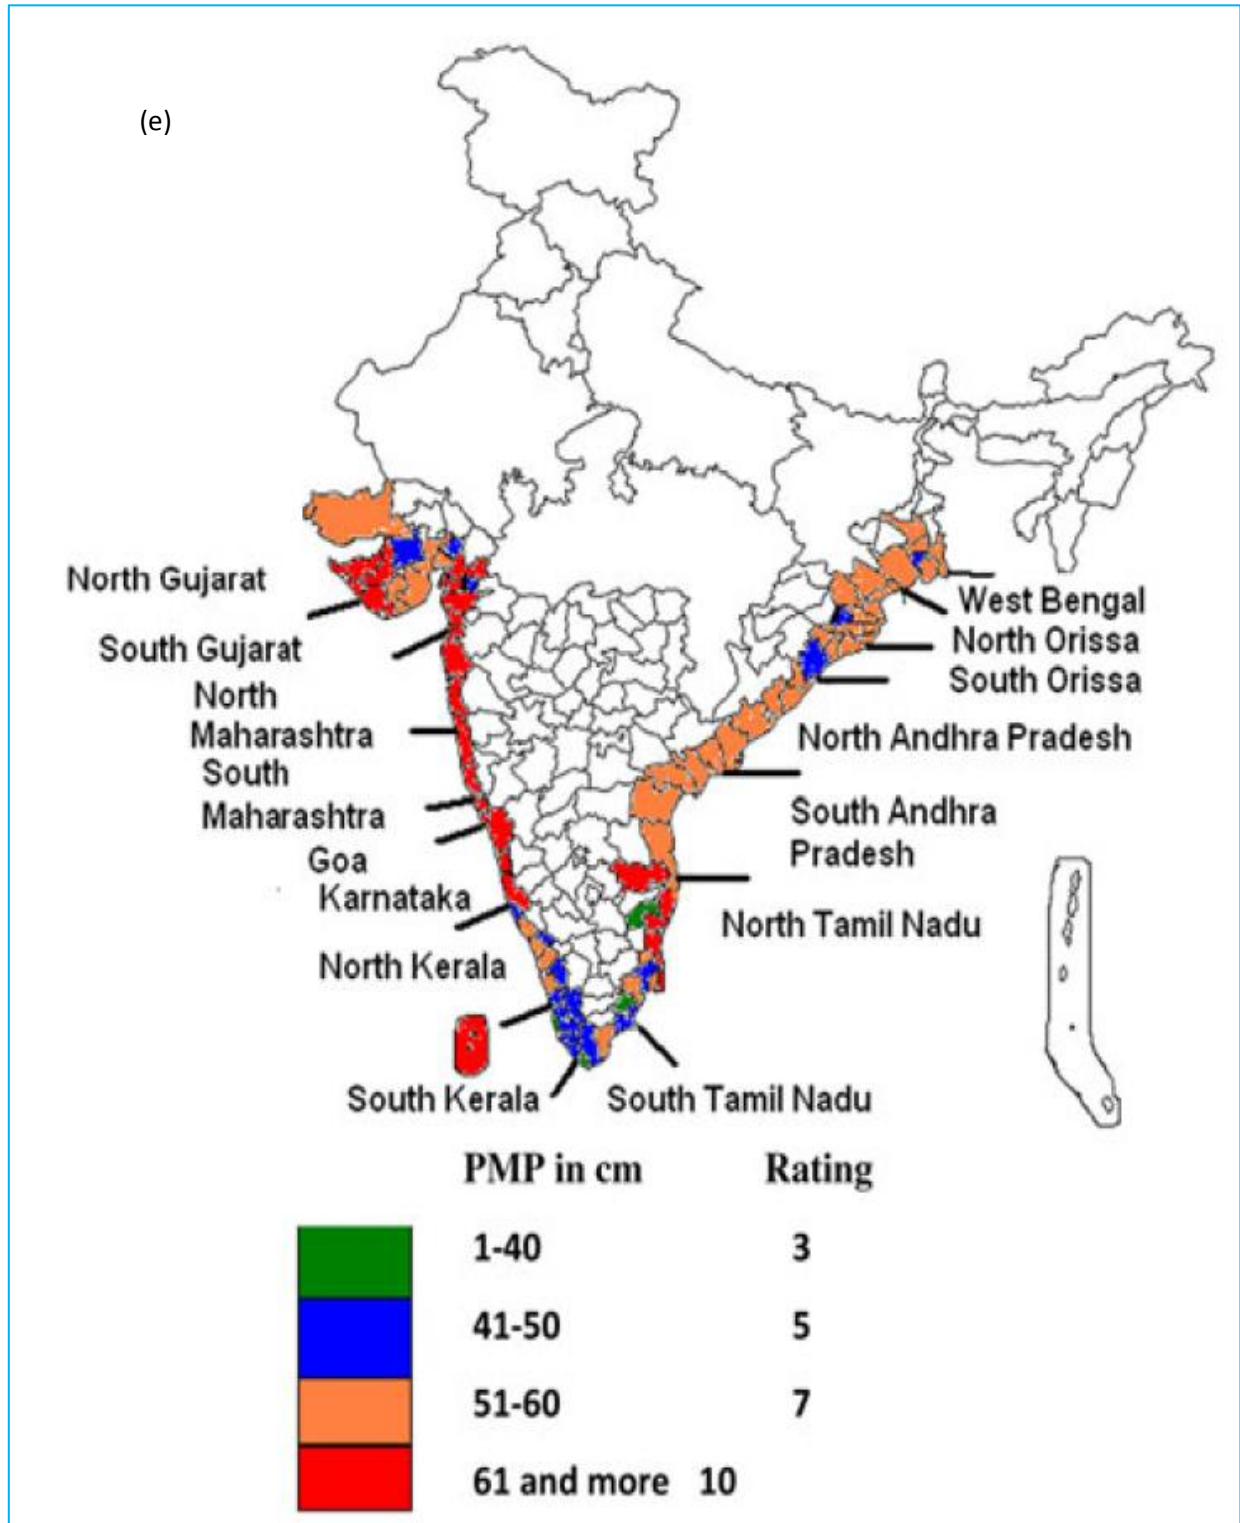 (e)
North Gujarat
South Gujarat
North
Maharashtra
South
Maharashtra
Goa
Karnataka
North Kerala
South Kerala
West Bengal
North Orissa
South Orissa
North Andhra Pradesh
South Andhra
Pradesh
North Tamil Nadu
South Tamil Nadu
PMP in cm Rating
1-40 3
41-50 5
51-60 7
61 and more 10